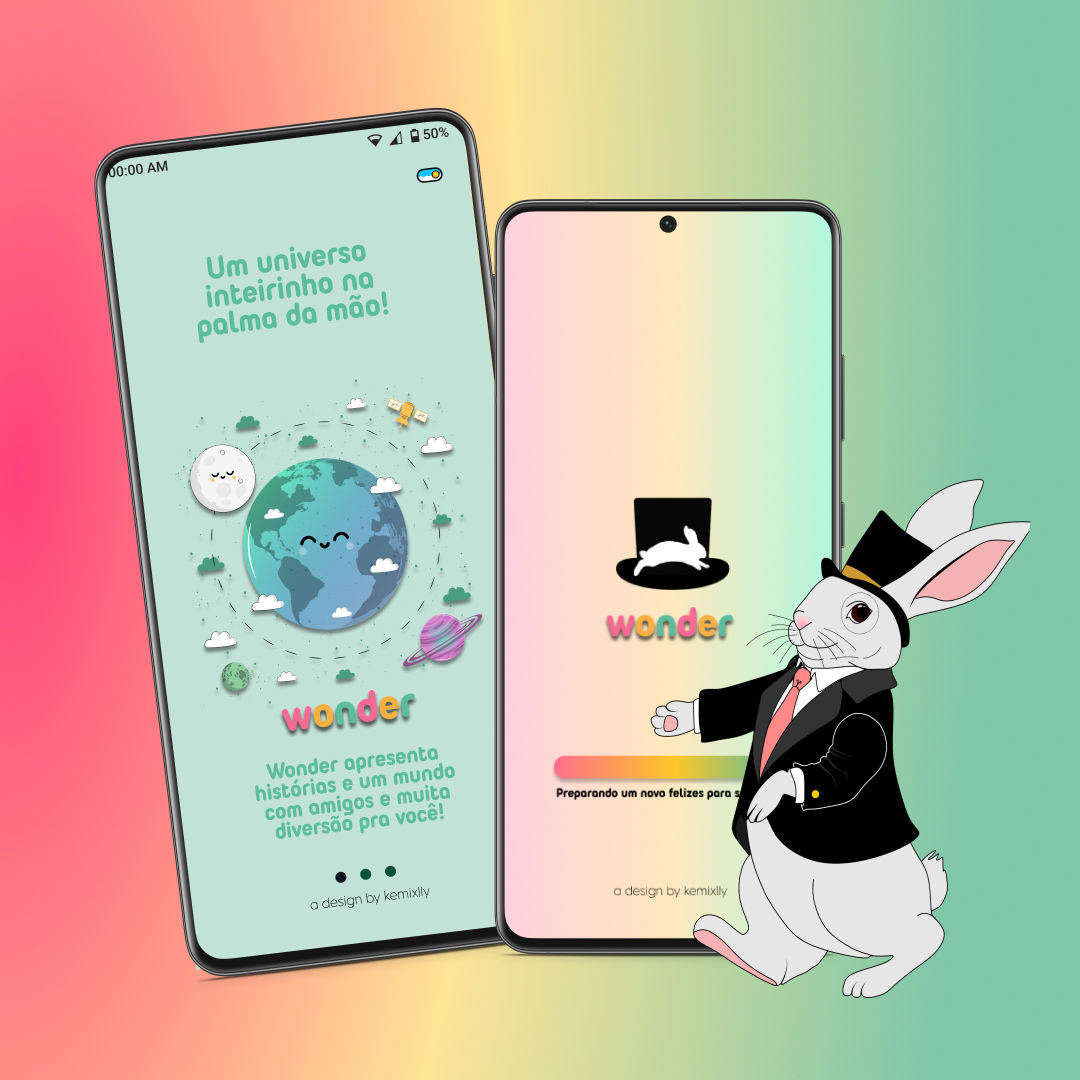 00:00 AM
50%
Um universo
inteirinho na
palma da mão!
wonder
Wonder apresenta
histórias e um mundo
com amigos e muita
diversão pra você!
a design by kemixlly
wonder
Preparando um novo felizes para s
a design by kemixlly